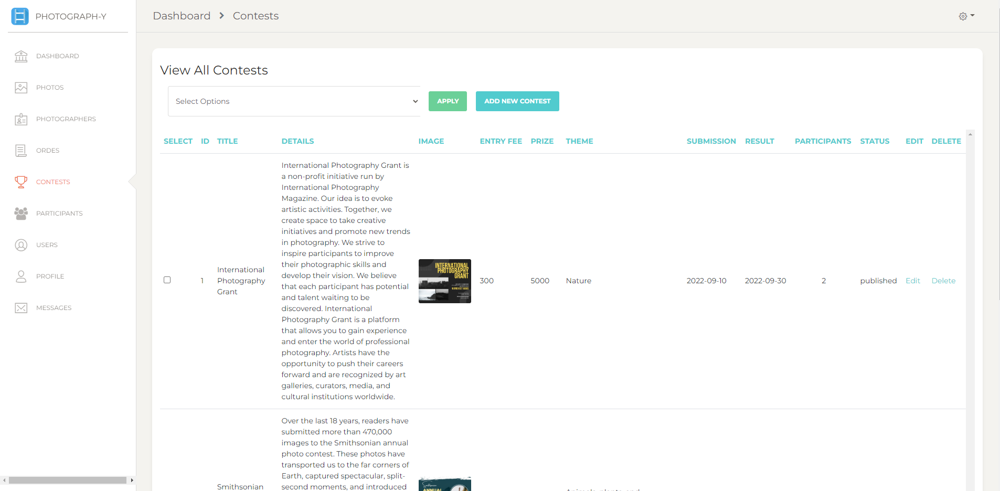 PHOTOGRAPH-Y
Dashboard > Contests
DASHBOARD
PHOTOS
PHOTOGRAPHERS
ORDES
CONTESTS
PARTICIPANTS
USERS
PROFILE
MESSAGES
View All Contests
Select Options
APPLY
ADD NEW CONTEST
SELECT ID TITLE DETAILS IMAGE ENTRY FEE PRIZE THEME SUBMISSION RESULT PARTICIPANTS STATUS EDIT DELETE
1
International
Photography
Grant
International Photography Grant is
a non-profit initiative run by
International Photography
Magazine. Our idea is to evoke
artistic activities. Together, we
create space to take creative
initiatives and promote new trends
in photography. We strive to
inspire participants to improve
their photographic skills and
develop their vision. We believe
that each participant has potential
and talent waiting to be
discovered. International
Photography Grant is a platform
that allows you to gain experience
and enter the world of professional
photography. Artists have the
opportunity to push their careers
forward and are recognized by art
galleries, curators, media, and
cultural institutions worldwide.
INTERNATIONAL
PHOTOGRAPHY
GRANT
300
5000
Nature
2022-09-10
2022-09-30
2
published
Edit
Delete
Smithsonian
Over the last 18 years, readers have
submitted more than 470,000
images to the Smithsonian annual
photo contest. These photos have
transported us to the far corners of
Earth, captured spectacular, split-
second moments, and introduced
Smithsonian
ANNUAL
Animals, plants, and